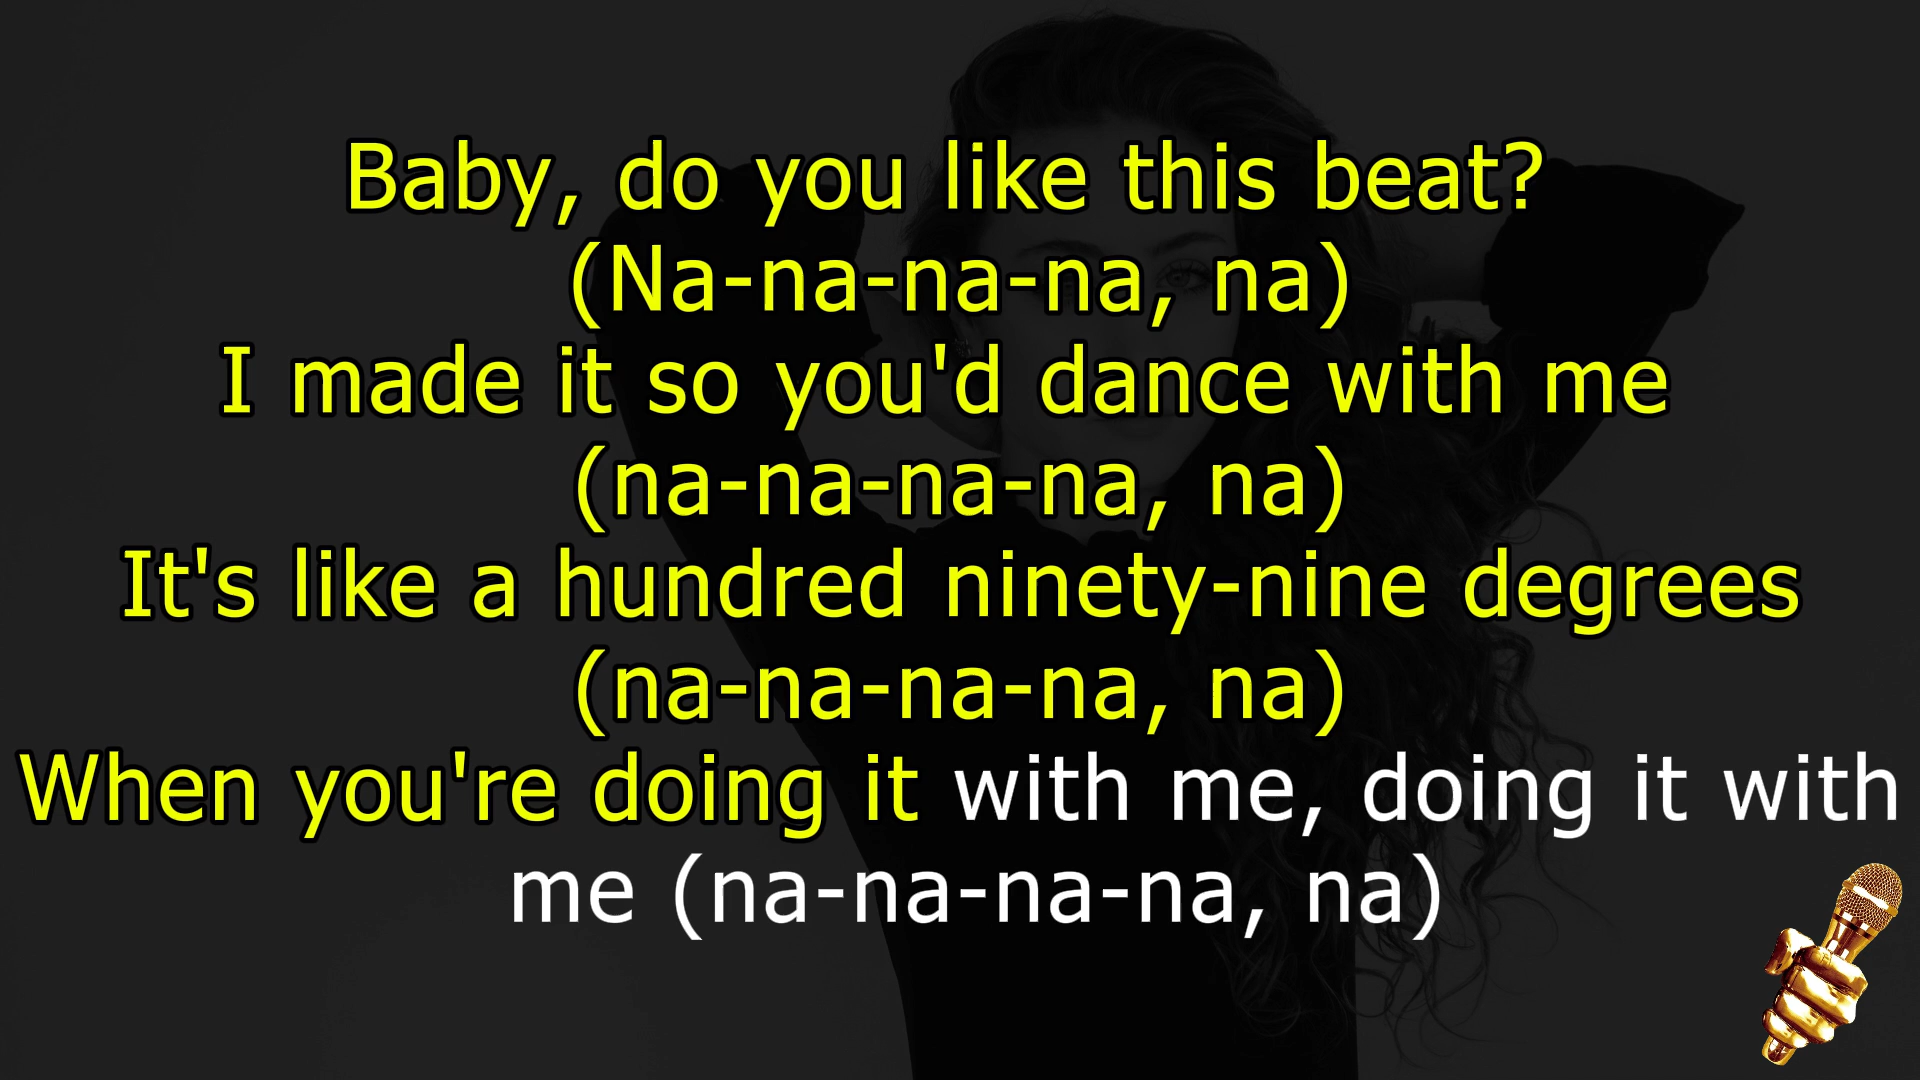 Baby, do you like this beat?
(Na-na-na-na, na)
I made it so you'd dance with me
(na-na-na-na, na)
It's like a hundred ninety-nine degrees
(na-na-na-na, na)
When you're doing it with me, doing it with
me (na-na-na-na, na)